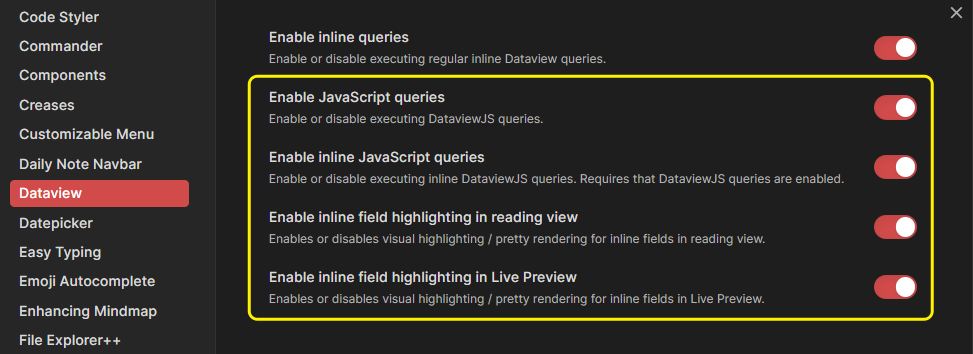 Code Styler
Commander
Components
Creases
Customizable Menu
Daily Note Navbar
Dataview
Datepicker
Easy Typing
Emoji Autocomplete
Enhancing Mindmap
File Explorer++
Enable inline queries
Enable or disable executing regular inline Dataview queries.
Enable JavaScript queries
Enable or disable executing DataviewJS queries.
Enable inline JavaScript queries
Enable or disable executing inline DataviewJS queries. Requires that DataviewJS queries are enabled.
Enable inline field highlighting in reading view
Enables or disables visual highlighting / pretty rendering for inline fields in reading view.
Enable inline field highlighting in Live Preview
Enables or disables visual highlighting / pretty rendering for inline fields in Live Preview.